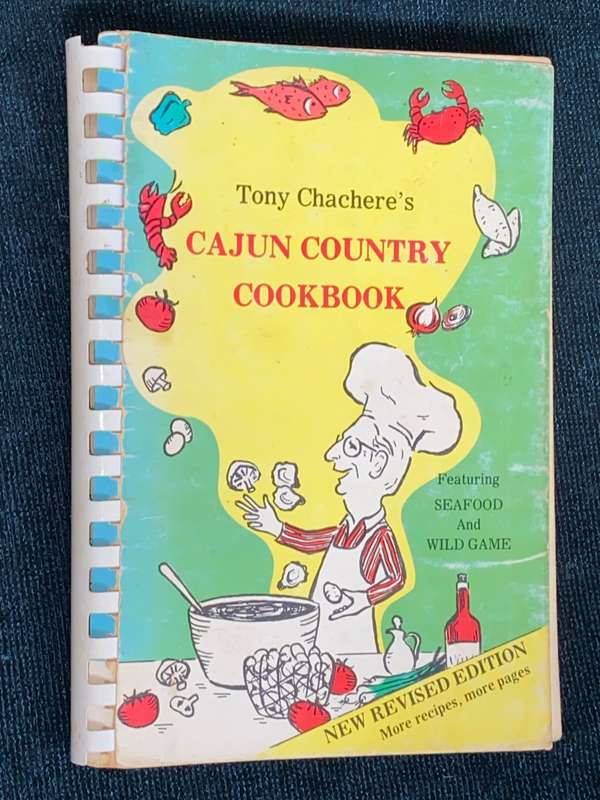 Tony Chachere's
CAJUN COUNTRY
COOKBOOK
Featuring
SEAFOOD
And
WILD GAME
NEW REVISED EDITION
More recipes, more pages